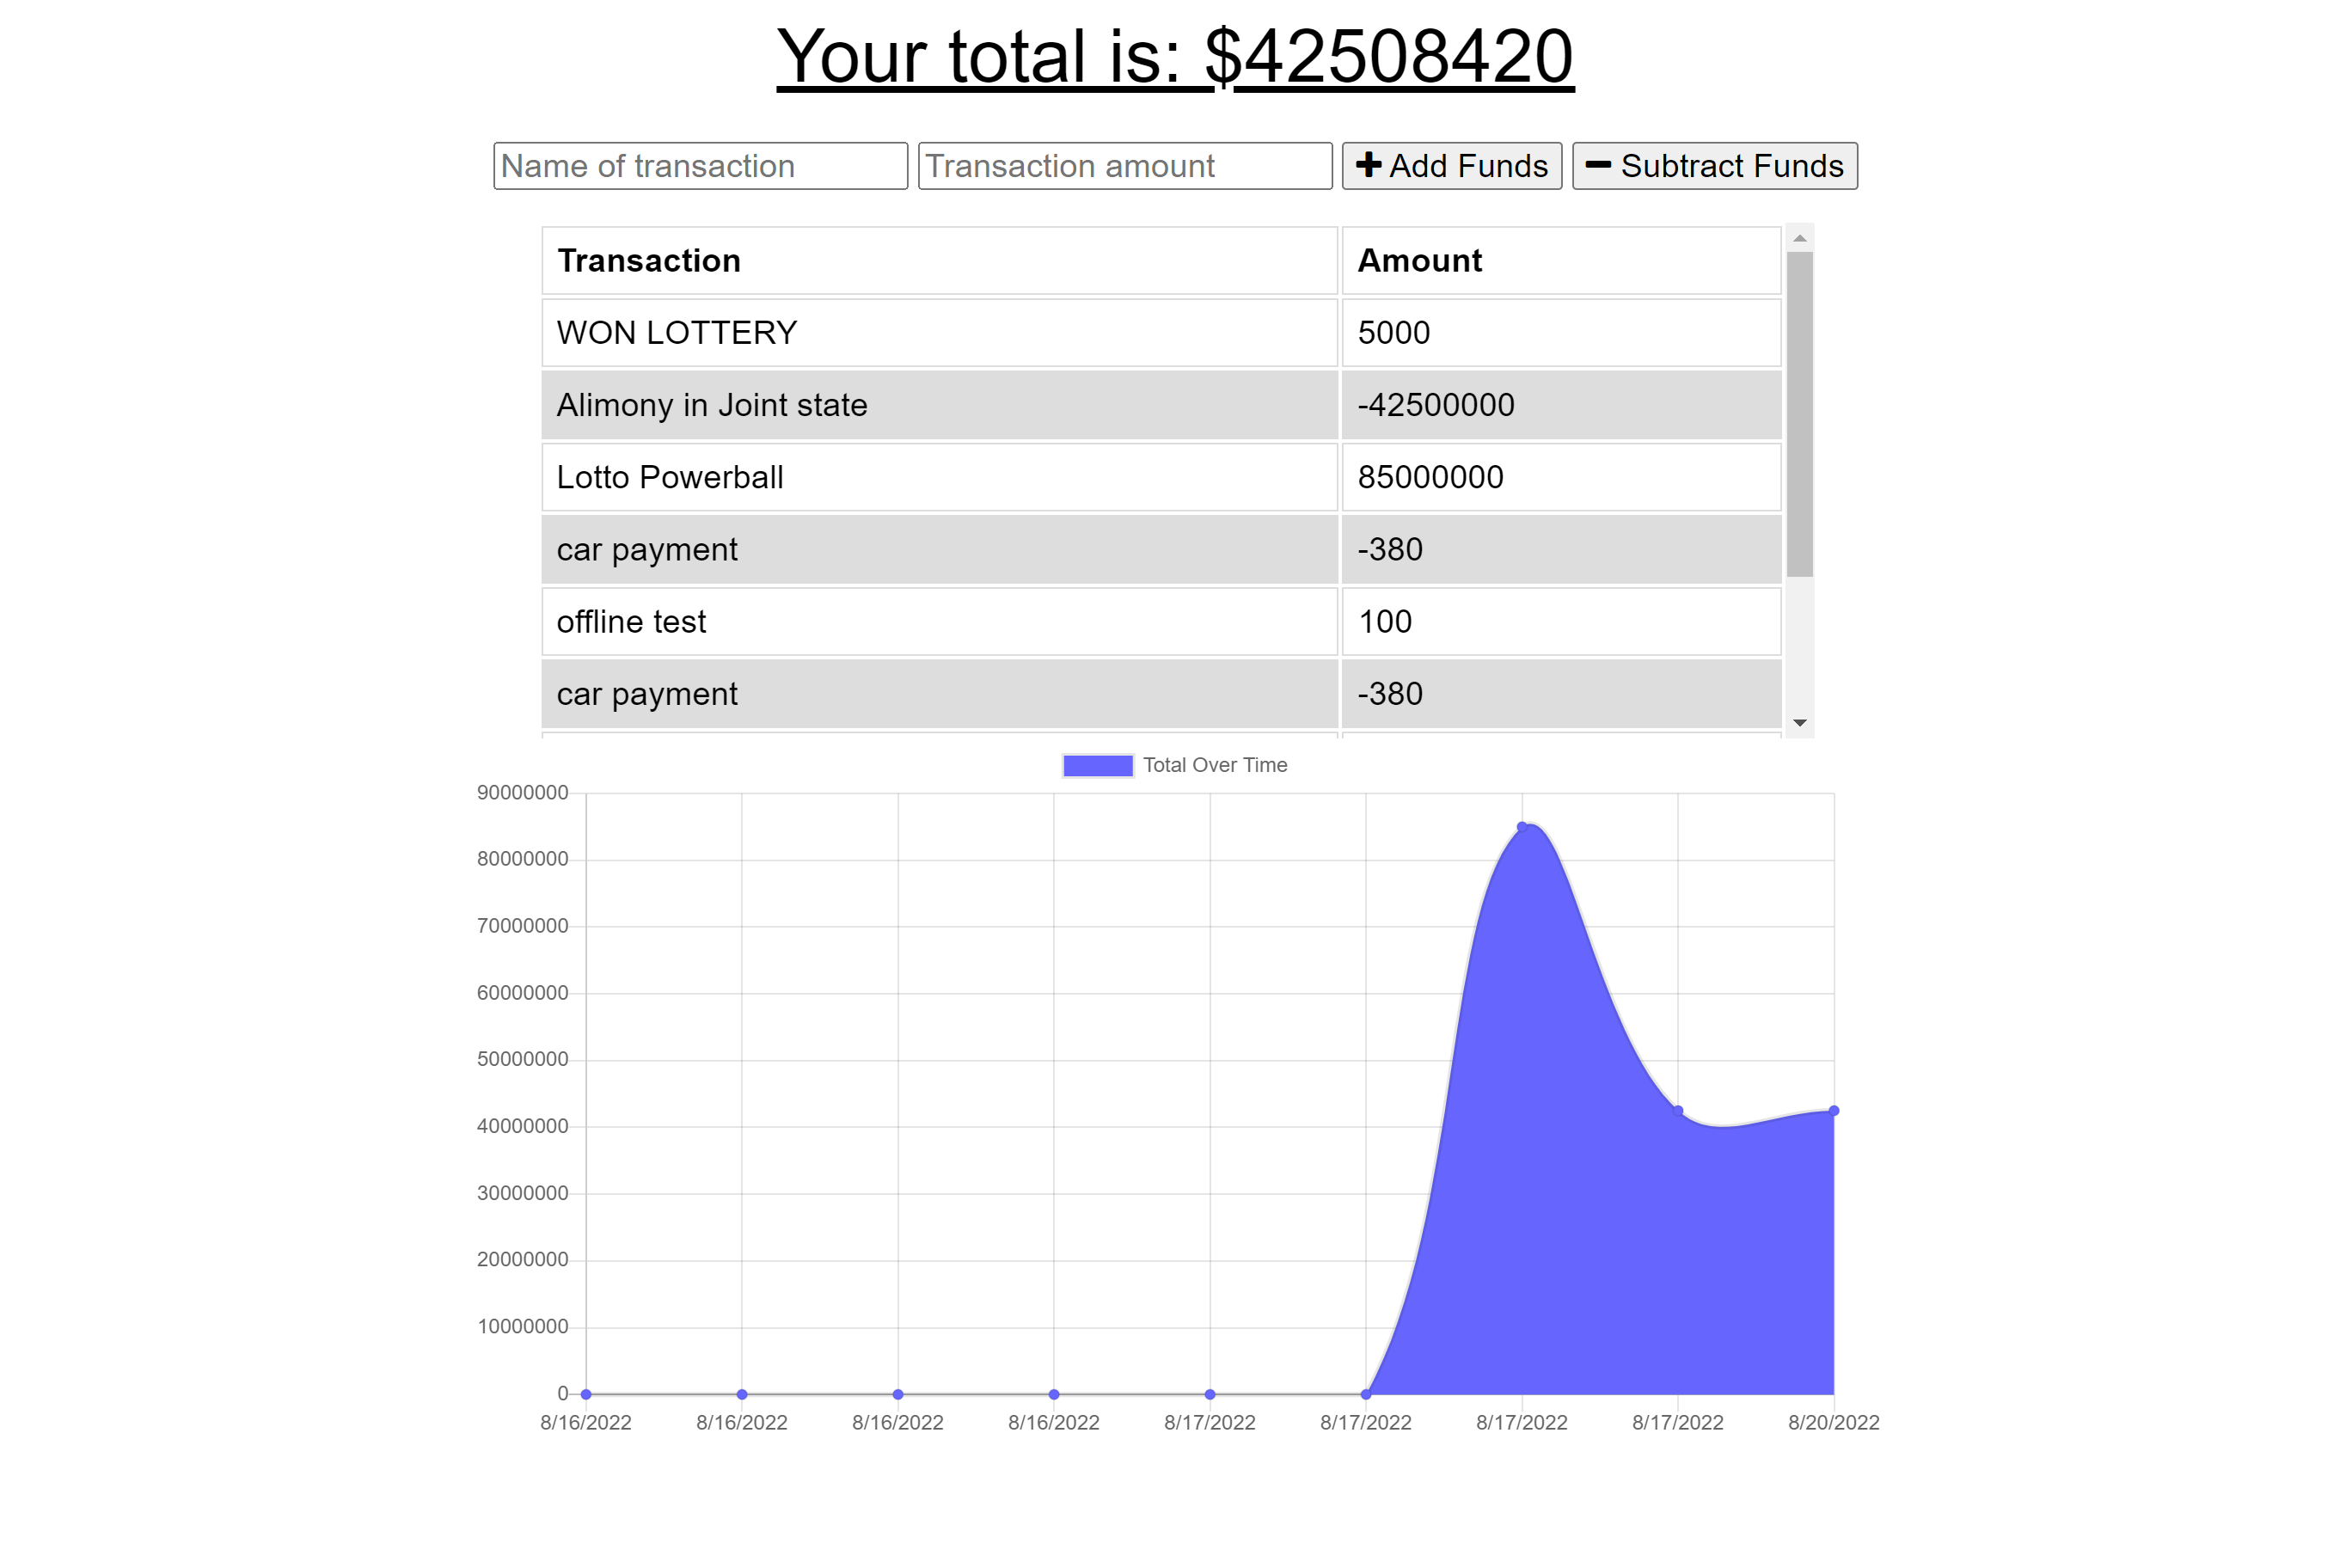 Your total is: $42508420
Name of transaction Transaction amount Add Funds Subtract Funds
Transaction Amount
WON LOTTERY 5000
Alimony in Joint state -42500000
Lotto Powerball 85000000
car payment -380
offline test 100
car payment -380
Total Over Time
90000000
80000000
70000000
60000000
50000000
40000000
30000000
20000000
10000000
0
8/16/2022 8/16/2022 8/16/2022 8/16/2022 8/17/2022 8/17/2022 8/17/2022 8/17/2022 8/20/2022